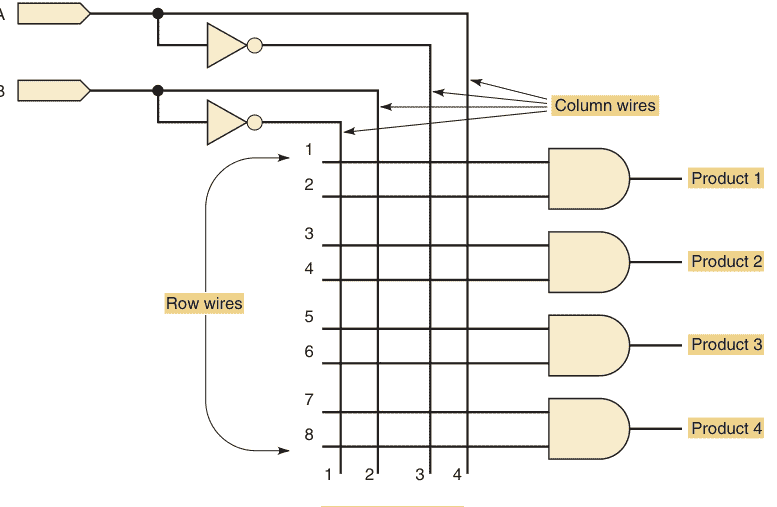 A
B
Column wires
1
2
3
4
5
6
7
8
Row wires
Product 1
Product 2
Product 3
Product 4
1 2 3 4